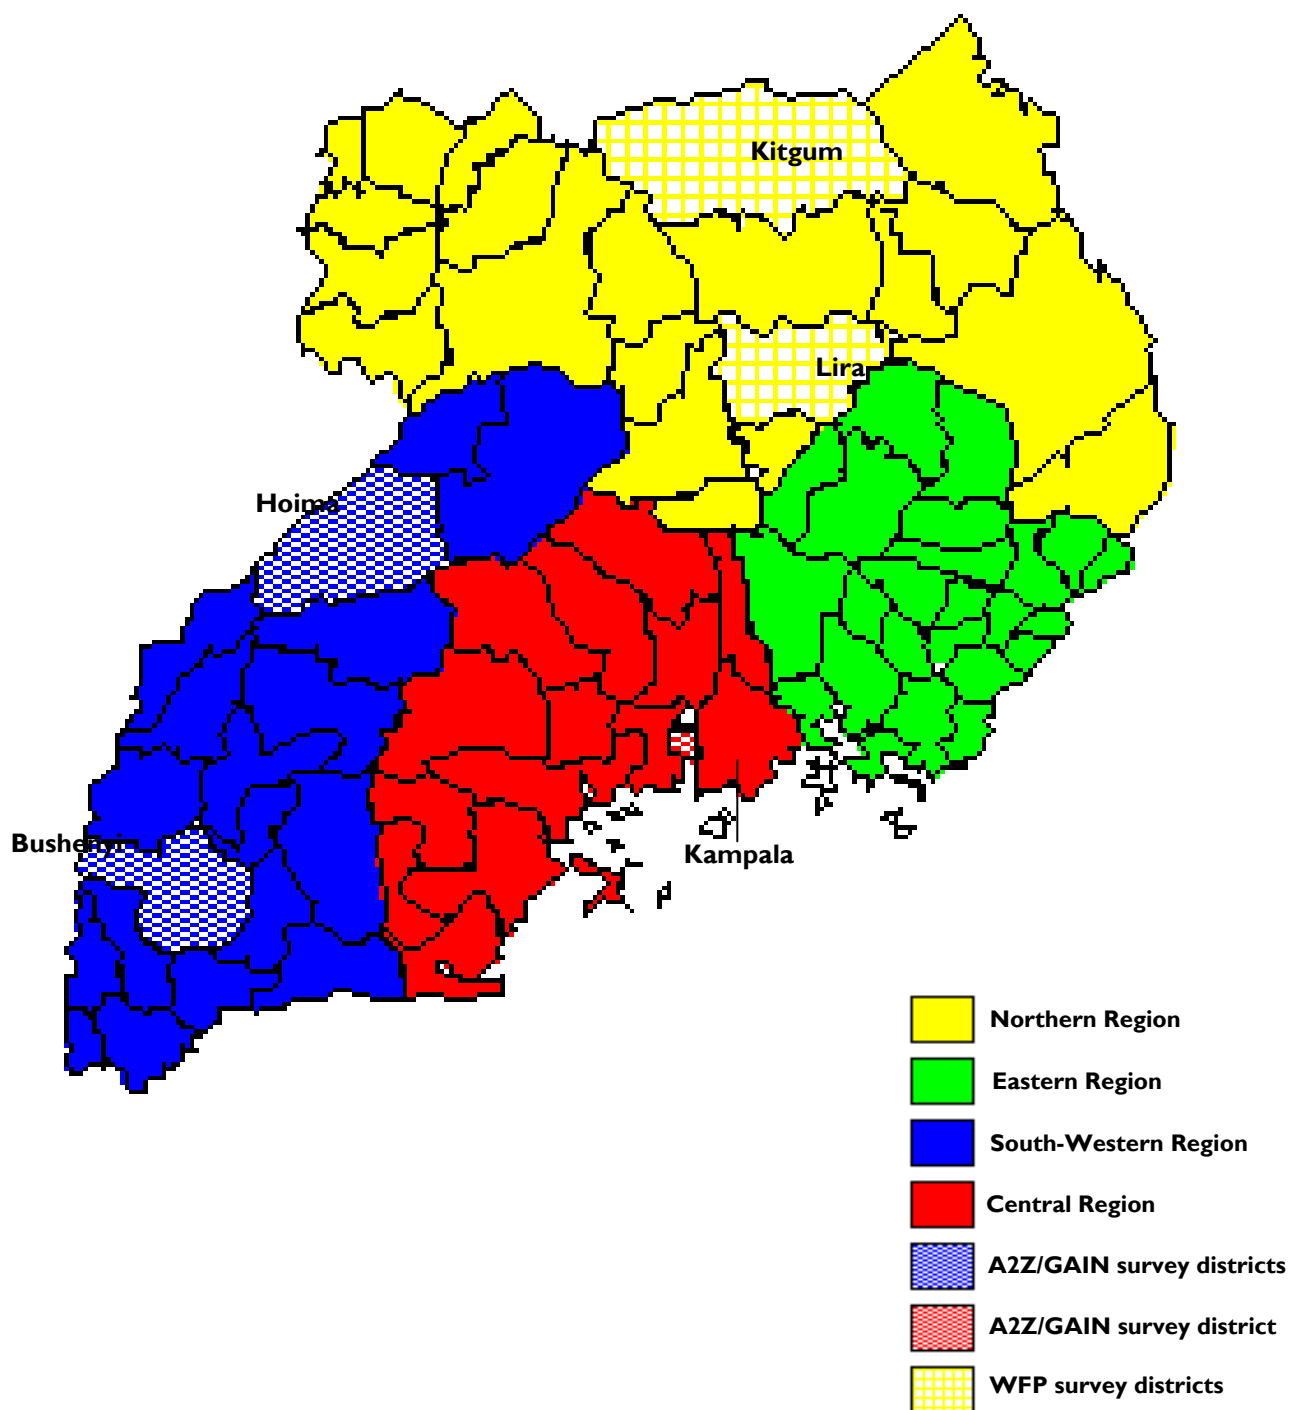 Kitgum
Lira
Hoima
Bushenyi
Kampala
Northern Region
Eastern Region
South-Western Region
Central Region
A2Z/GAIN survey districts
A2Z/GAIN survey district
WFP survey districts